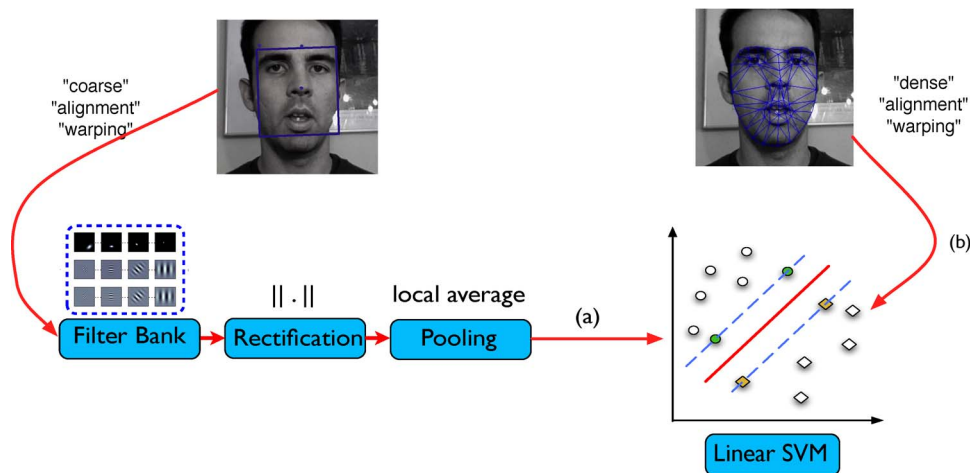 "coarse"
"alignment"
"warping"
"dense"
"alignment"
"warping"
(b)
|| . ||
local average
(a)
Filter Bank
Rectification
Pooling
Linear SVM